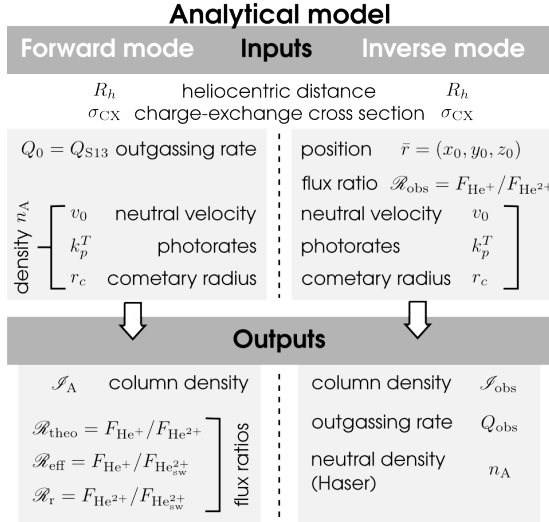 Analytical model
Forward mode Inputs Inverse mode
R_h heliocentric distance R_h
σ_CX charge-exchange cross section σ_CX
Q_0 = Q_S13 outgassing rate
density n_A
v_0 neutral velocity
k_p^T photorates
r_c cometary radius
position r̄ = (x_0, y_0, z_0)
flux ratio ℛ_obs = F_He+/F_He2+
neutral velocity v_0
photorates k_p^T
cometary radius r_c
Outputs
ℐ_A column density
ℛ_theo = F_He+/F_He2+
ℛ_eff = F_He+/F_He2+sw
ℛ_r = F_He2+/F_He2+sw
flux ratios
column density ℐ_obs
outgassing rate Q_obs
neutral density
(Haser) n_A